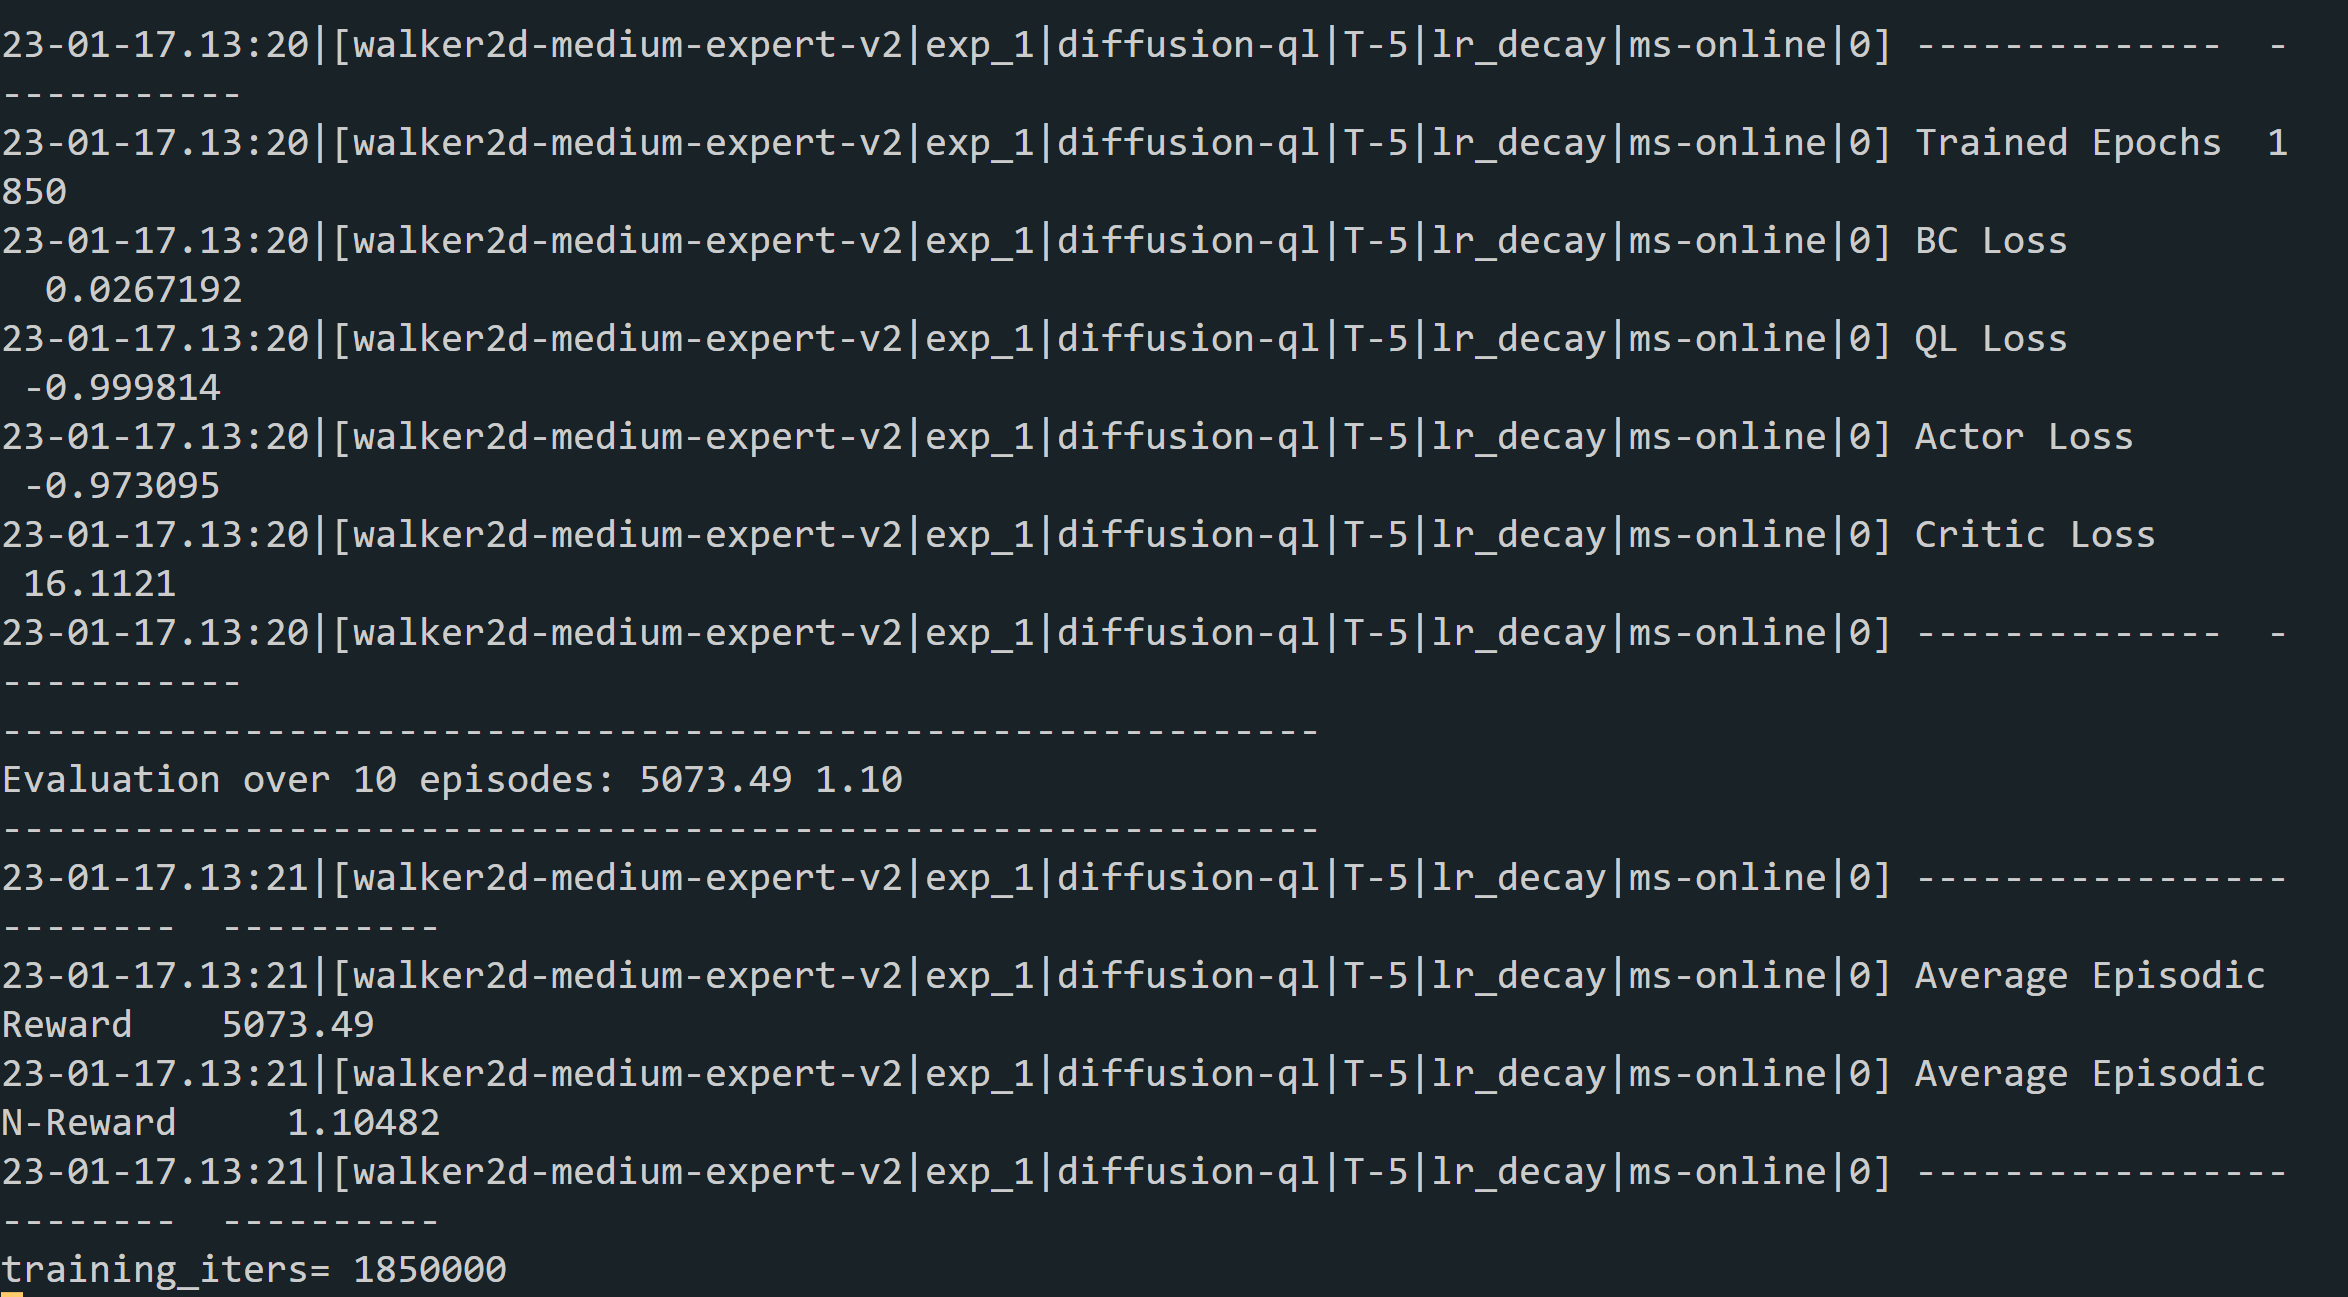 23-01-17.13:20|[walker2d-medium-expert-v2|exp_1|diffusion-ql|T-5|lr_decay|ms-online|0] --------------  -
-----------
23-01-17.13:20|[walker2d-medium-expert-v2|exp_1|diffusion-ql|T-5|lr_decay|ms-online|0] Trained Epochs  1
850
23-01-17.13:20|[walker2d-medium-expert-v2|exp_1|diffusion-ql|T-5|lr_decay|ms-online|0] BC Loss
  0.0267192
23-01-17.13:20|[walker2d-medium-expert-v2|exp_1|diffusion-ql|T-5|lr_decay|ms-online|0] QL Loss
 -0.999814
23-01-17.13:20|[walker2d-medium-expert-v2|exp_1|diffusion-ql|T-5|lr_decay|ms-online|0] Actor Loss
 -0.973095
23-01-17.13:20|[walker2d-medium-expert-v2|exp_1|diffusion-ql|T-5|lr_decay|ms-online|0] Critic Loss
 16.1121
23-01-17.13:20|[walker2d-medium-expert-v2|exp_1|diffusion-ql|T-5|lr_decay|ms-online|0] --------------  -
-----------
------------------------------------------------------------
Evaluation over 10 episodes: 5073.49 1.10
------------------------------------------------------------
23-01-17.13:21|[walker2d-medium-expert-v2|exp_1|diffusion-ql|T-5|lr_decay|ms-online|0] -----------------
--------  ----------
23-01-17.13:21|[walker2d-medium-expert-v2|exp_1|diffusion-ql|T-5|lr_decay|ms-online|0] Average Episodic
Reward    5073.49
23-01-17.13:21|[walker2d-medium-expert-v2|exp_1|diffusion-ql|T-5|lr_decay|ms-online|0] Average Episodic
N-Reward     1.10482
23-01-17.13:21|[walker2d-medium-expert-v2|exp_1|diffusion-ql|T-5|lr_decay|ms-online|0] -----------------
--------  ----------
training_iters= 1850000